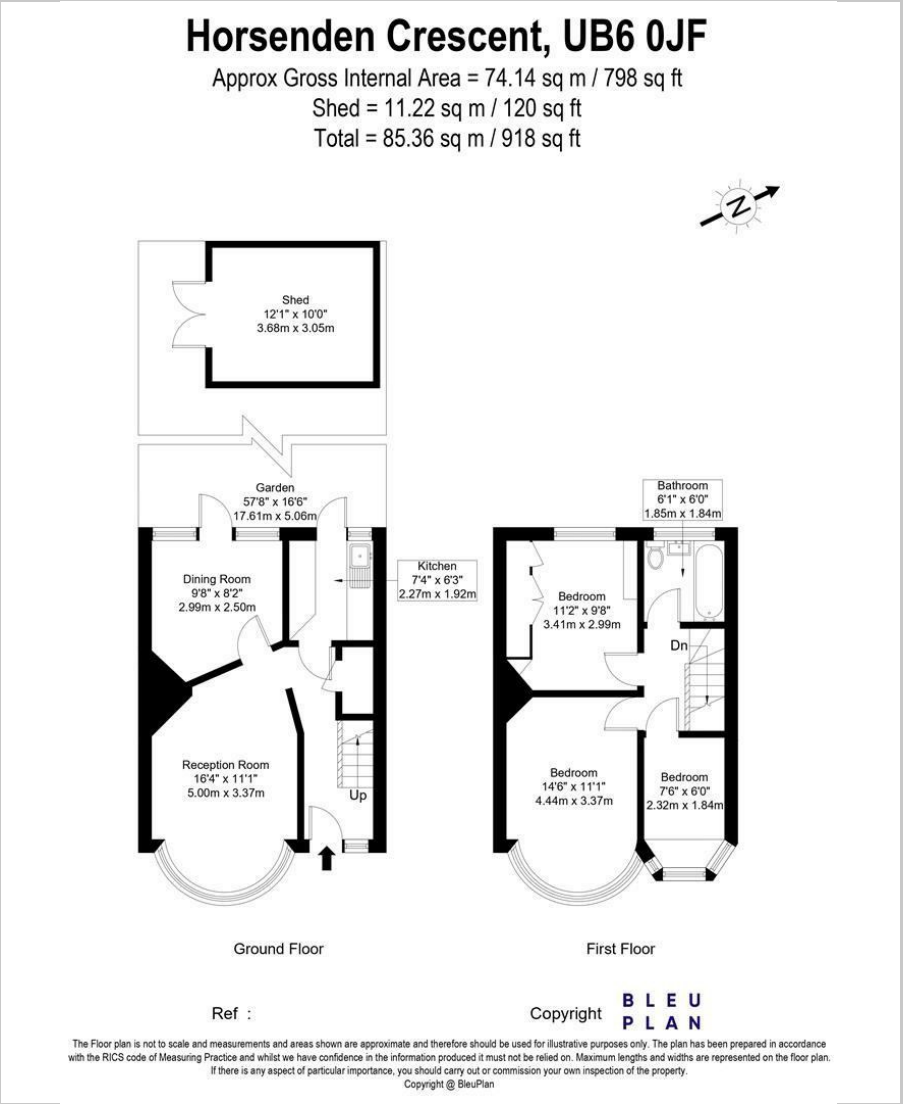 Horsenden Crescent, UB6 0JF
Approx Gross Internal Area = 74.14 sq m / 798 sq ft
Shed = 11.22 sq m / 120 sq ft
Total = 85.36 sq m / 918 sq ft
N
Shed
12'1" x 10'0"
3.68m x 3.05m
Garden
57'8" x 16'6"
17.61m x 5.06m
Dining Room
9'8" x 8'2"
2.99m x 2.50m
Kitchen
7'4" x 6'3"
2.27m x 1.92m
Reception Room
16'4" x 11'1"
5.00m x 3.37m
Up
Bathroom
6'1" x 6'0"
1.85m x 1.84m
Bedroom
11'2" x 9'8"
3.41m x 2.99m
Dn
Bedroom
14'6" x 11'1"
4.44m x 3.37m
Bedroom
7'6" x 6'0"
2.32m x 1.84m
Ground Floor
First Floor
Ref :
Copyright
BLEU
PLAN
The Floor plan is not to scale and measurements and areas shown are approximate and therefore should be used for illustrative purposes only. The plan has been prepared in accordance
with the RICS code of Measuring Practice and whilst we have confidence in the information produced it must not be relied on. Maximum lengths and widths are represented on the floor plan.
If there is any aspect of particular importance, you should carry out or commission your own inspection of the property.
Copyright @ BleuPlan